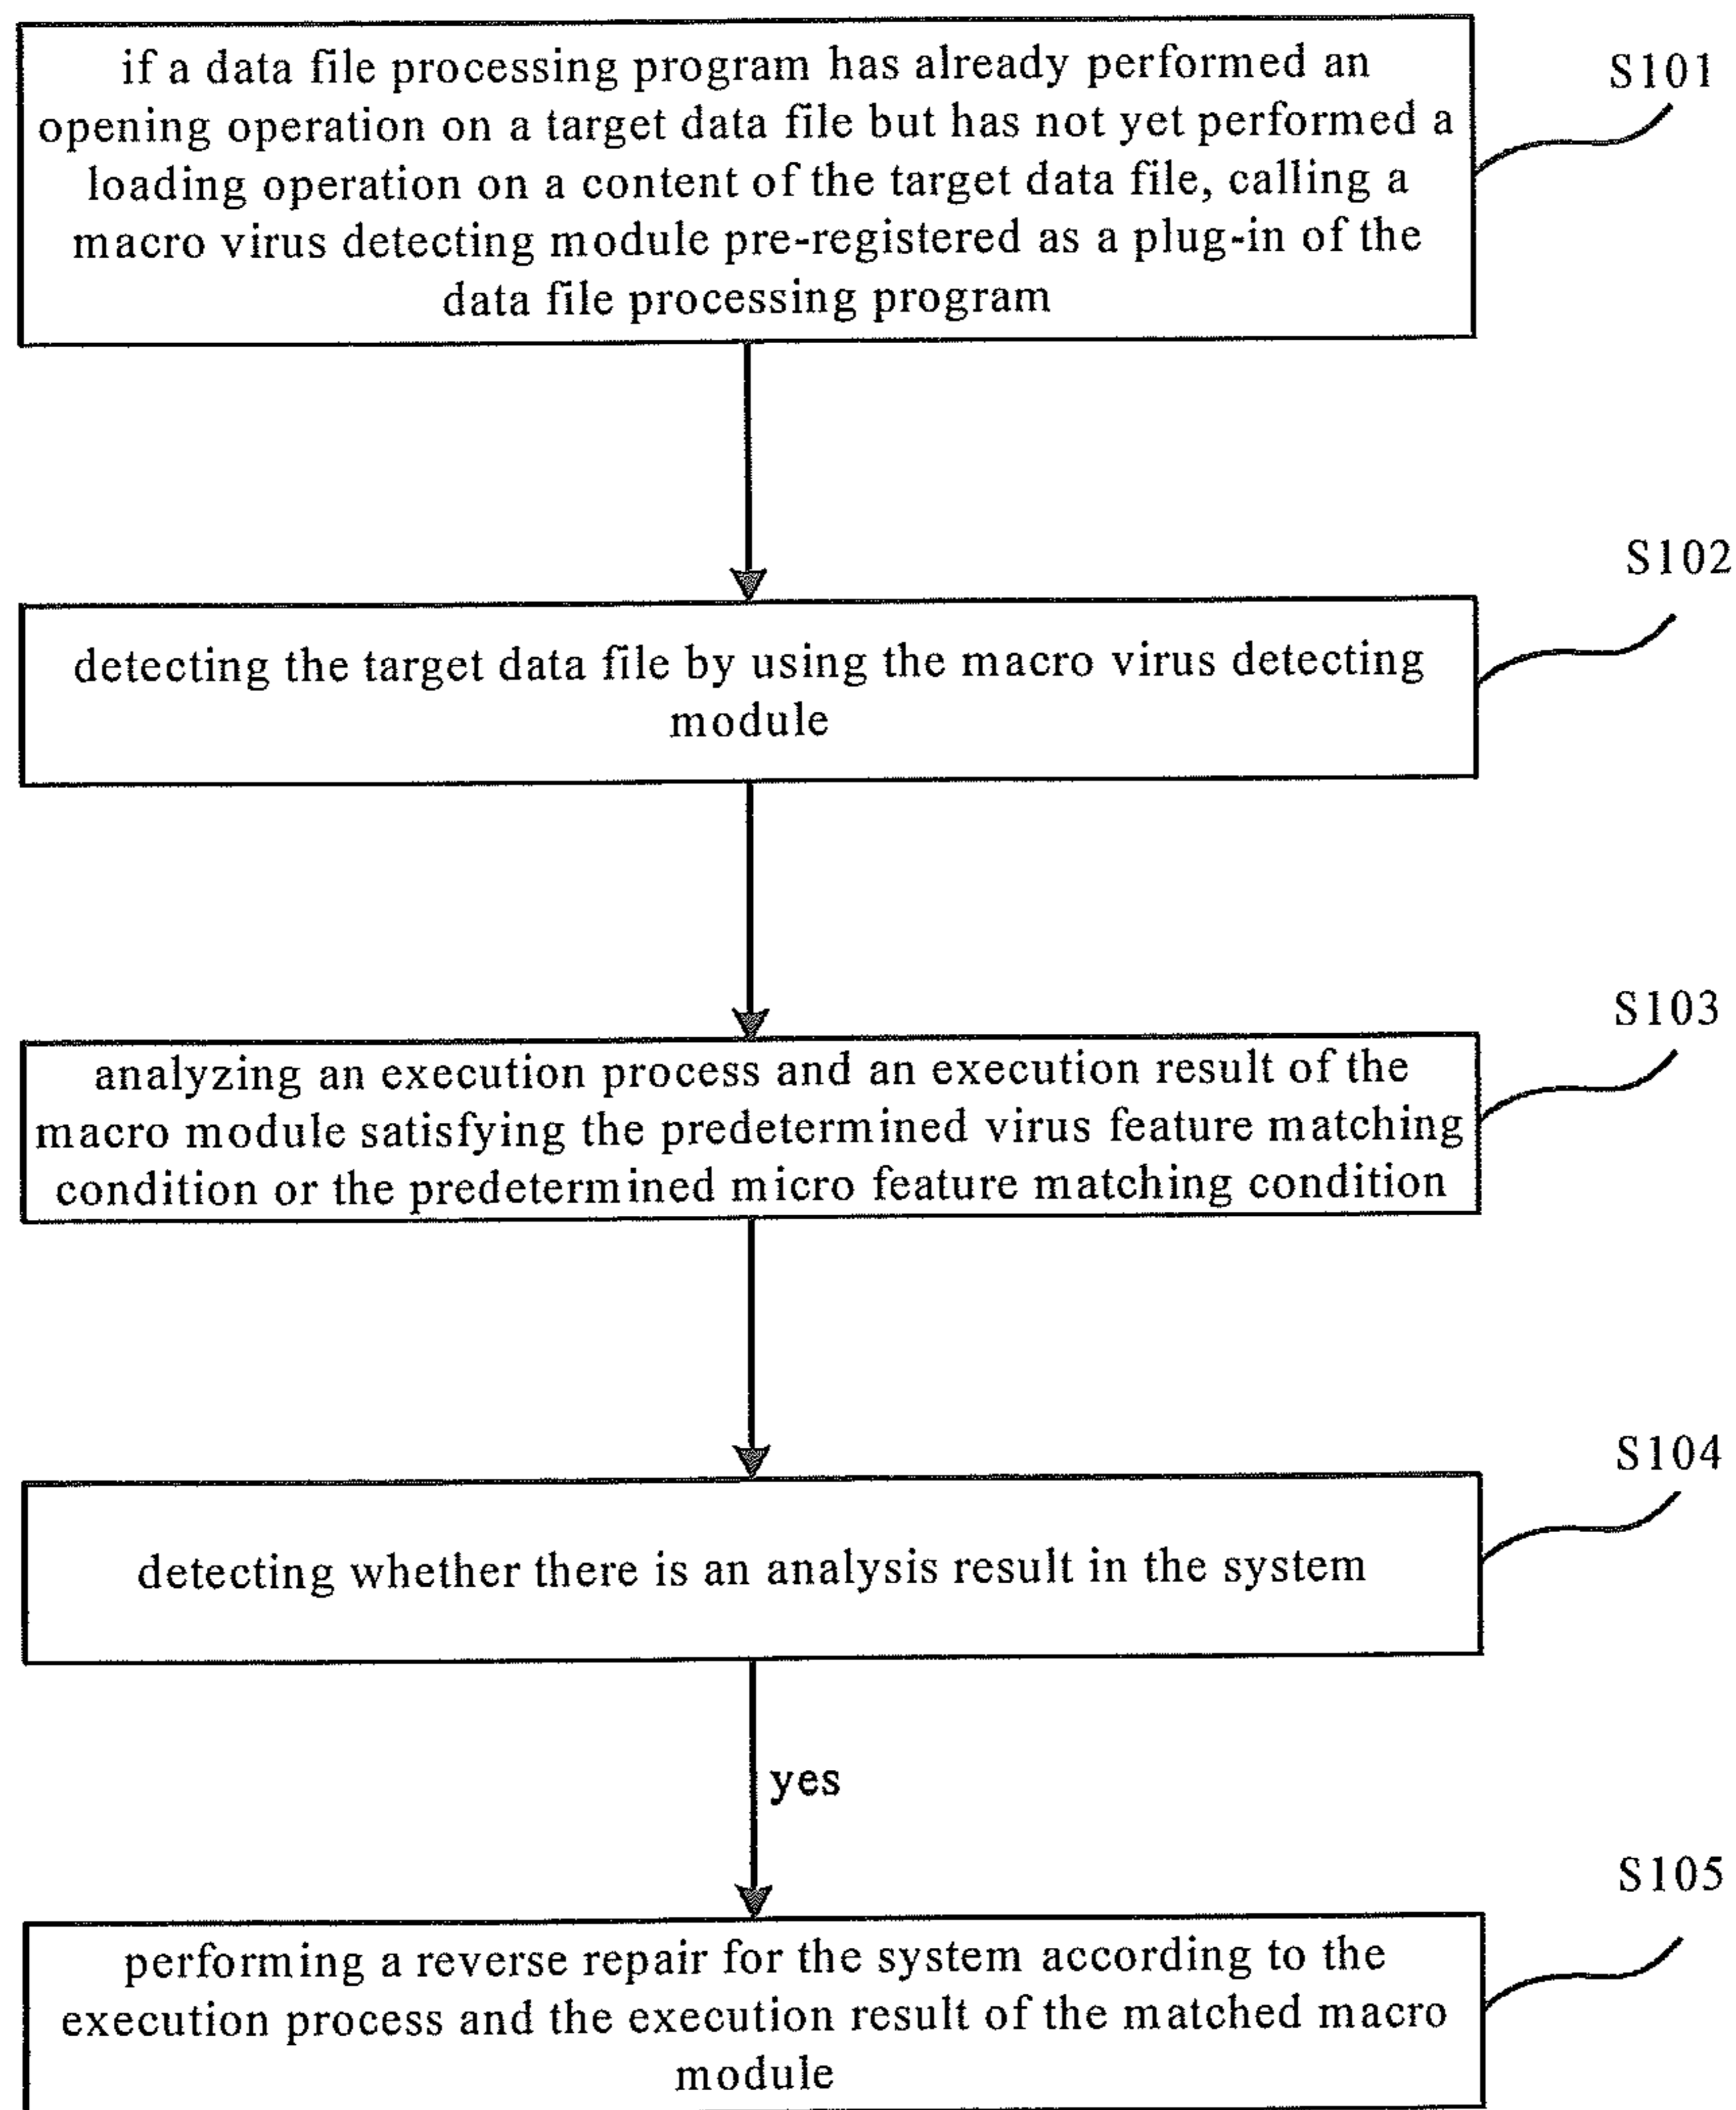 if a data file processing program has already performed an
opening operation on a target data file but has not yet performed a
loading operation on a content of the target data file, calling a
macro virus detecting module pre-registered as a plug-in of the
data file processing program
S101
detecting the target data file by using the macro virus detecting
module
S102
analyzing an execution process and an execution result of the
macro module satisfying the predetermined virus feature matching
condition or the predetermined micro feature matching condition
S103
detecting whether there is an analysis result in the system
S104
yes
performing a reverse repair for the system according to the
execution process and the execution result of the matched macro
module
S105